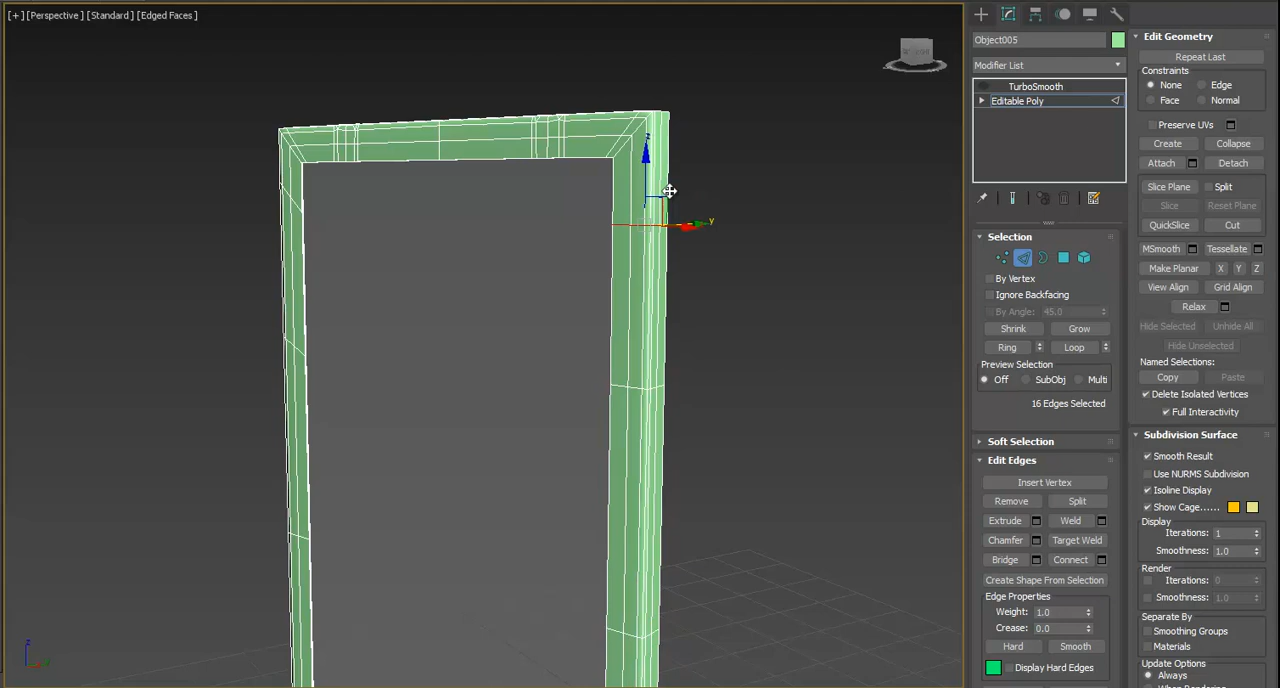 [+] [Perspective] [Standard] [Edged Faces]
z
y
z
Object005
Modifier List
TurboSmooth
Editable Poly
Selection
By Vertex
Ignore Backfacing
By Angle: 45.0
Shrink Grow
Ring Loop
Preview Selection
Off SubObj Multi
16 Edges Selected
Soft Selection
Edit Edges
Insert Vertex
Remove Split
Extrude Weld
Chamfer Target Weld
Bridge Connect
Create Shape From Selection
Edge Properties
Weight: 1.0
Crease: 0.0
Hard Smooth
Display Hard Edges
Edit Geometry
Repeat Last
Constraints
None Edge
Face Normal
Preserve UVs
Create Collapse
Attach Detach
Slice Plane Split
Slice Reset Plane
QuickSlice Cut
MSmooth Tessellate
Make Planar X Y Z
View Align Grid Align
Relax
Hide Selected Unhide All
Hide Unselected
Named Selections:
Copy Paste
Delete Isolated Vertices
Full Interactivity
Subdivision Surface
Smooth Result
Use NURMS Subdivision
Isoline Display
Show Cage......
Display
Iterations: 1
Smoothness: 1.0
Render
Iterations: 0
Smoothness: 1.0
Separate By
Smoothing Groups
Materials
Update Options
Always
When Rendering